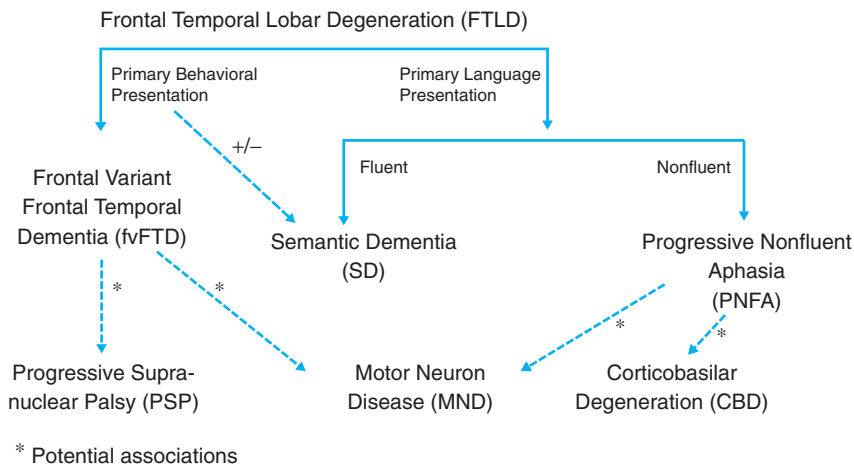 Frontal Temporal Lobar Degeneration (FTLD)
Primary Behavioral
Presentation
Primary Language
Presentation
+/–
Fluent
Nonfluent
Frontal Variant
Frontal Temporal
Dementia (fvFTD)
Semantic Dementia
(SD)
Progressive Nonfluent
Aphasia
(PNFA)
*
*
*
*
Progressive Supra-
nuclear Palsy (PSP)
Motor Neuron
Disease (MND)
Corticobasilar
Degeneration (CBD)
* Potential associations